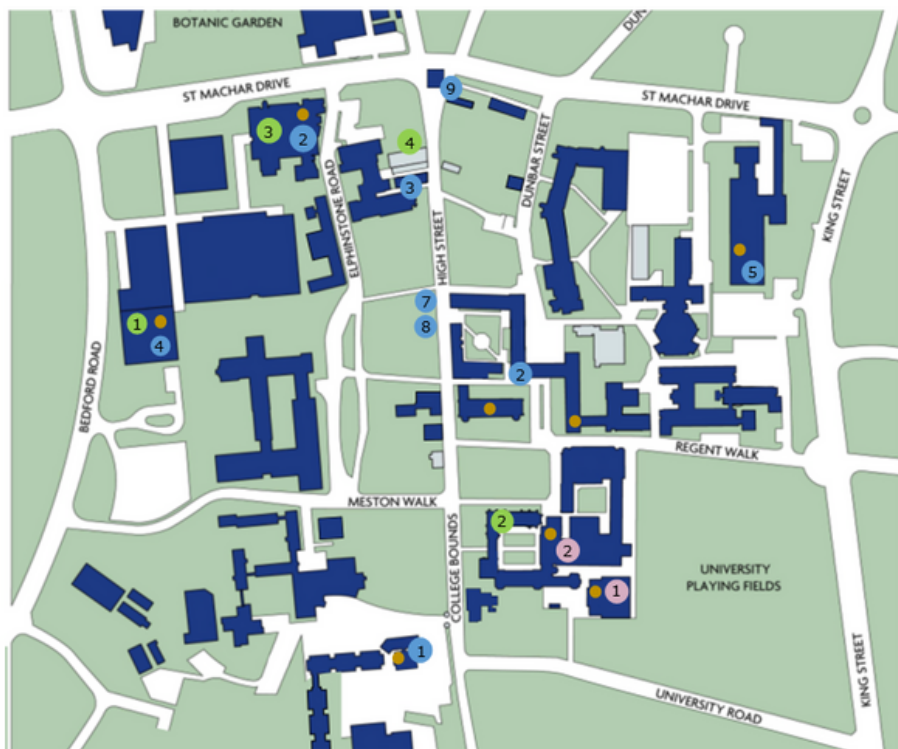 BOTANIC GARDEN
DUN
ST MACHAR DRIVE
9
ST MACHAR DRIVE
3
2
4
DUNBAR STREET
3
ELPHINSTONE ROAD
KING STREET
HIGH STREET
5
7
8
1
4
2
BEDFORD ROAD
REGENT WALK
MESTON WALK
2
2
COLLEGE BOUNDS
UNIVERSITY
PLAYING FIELDS
1
1
UNIVERSITY ROAD
KING STREET